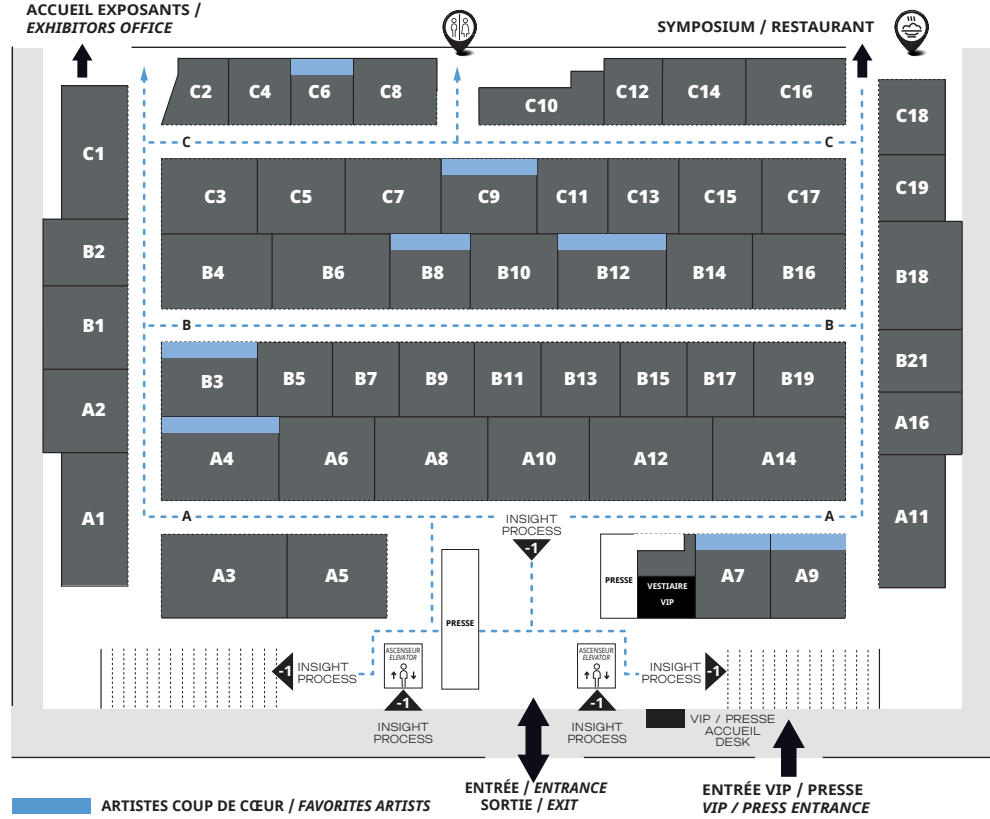 ACCUEIL EXPOSANTS /
EXHIBITORS OFFICE
SYMPOSIUM / RESTAURANT
C2 C4 C6 C8
C10 C12 C14 C16
C18
C1
C C
C19
C3 C5 C7 C9 C11 C13 C15 C17
B2
B4 B6 B8 B10 B12 B14 B16
B18
B1
B B
B21
B3 B5 B7 B9 B11 B13 B15 B17 B19
A2
A16
A4 A6 A8 A10 A12 A14
A1
A11
A A
INSIGHT
PROCESS
-1
A3 A5
PRESSE
VESTIAIRE
VIP
A7 A9
PRESSE
ASCENSEUR
ELEVATOR
ASCENSEUR
ELEVATOR
-1 INSIGHT
PROCESS
INSIGHT
PROCESS -1
-1
INSIGHT
PROCESS
-1
INSIGHT
PROCESS
VIP / PRESSE
ACCUEIL
DESK
ENTRÉE / ENTRANCE
SORTIE / EXIT
ENTRÉE VIP / PRESSE
VIP / PRESS ENTRANCE
ARTISTES COUP DE CŒUR / FAVORITES ARTISTS